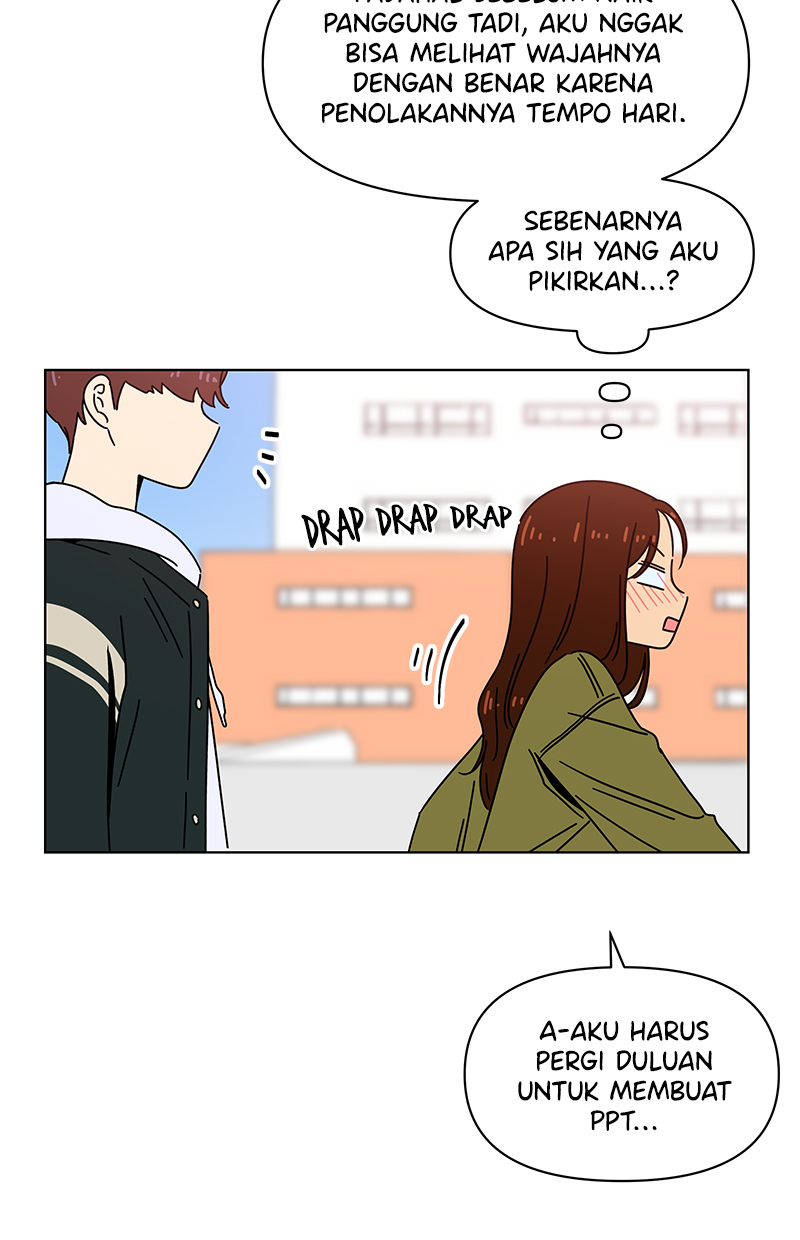 PANGGUNG TADI, AKU NGGAK
BISA MELIHAT WAJAHNYA
DENGAN BENAR KARENA
PENOLAKANNYA TEMPO HARI.
SEBENARNYA
APA SIH YANG AKU
PIKIRKAN...?
DRAP DRAP DRAP
A-AKU HARUS
PERGI DULUAN
UNTUK MEMBUAT
PPT...